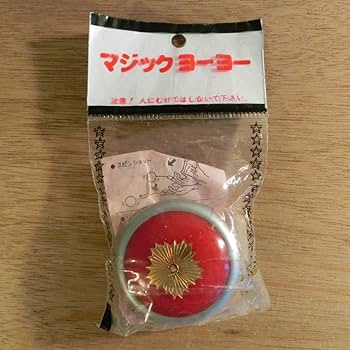 マジックヨーヨー
注意! 人にむけてはしないで下さい
●スピンショット